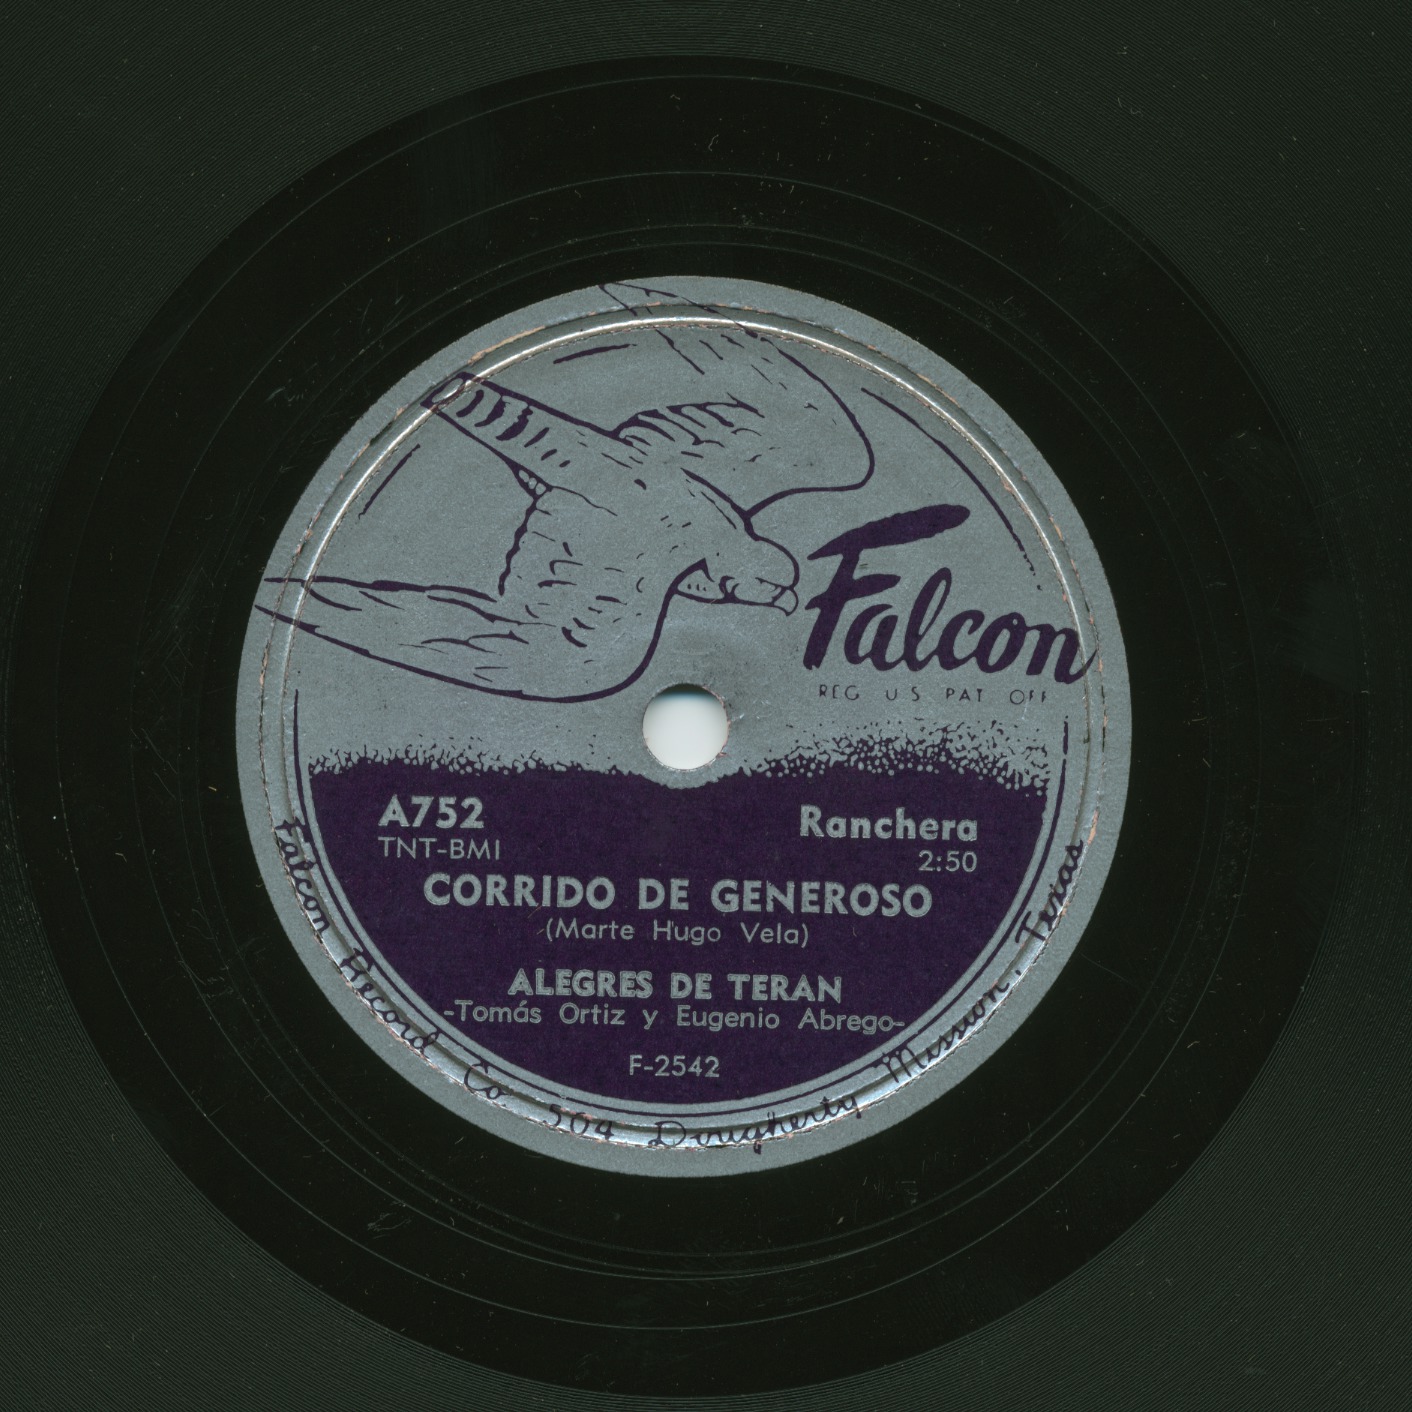 Falcon
REG US PAT OFF
A752
Ranchera
TNT-BMI
2:50
CORRIDO DE GENEROSO
(Marte Hugo Vela)
ALEGRES DE TERAN
-Tomás Ortiz y Eugenio Abrego-
F-2542
Falcon Record Co. 504 Dougherty Mission, Texas